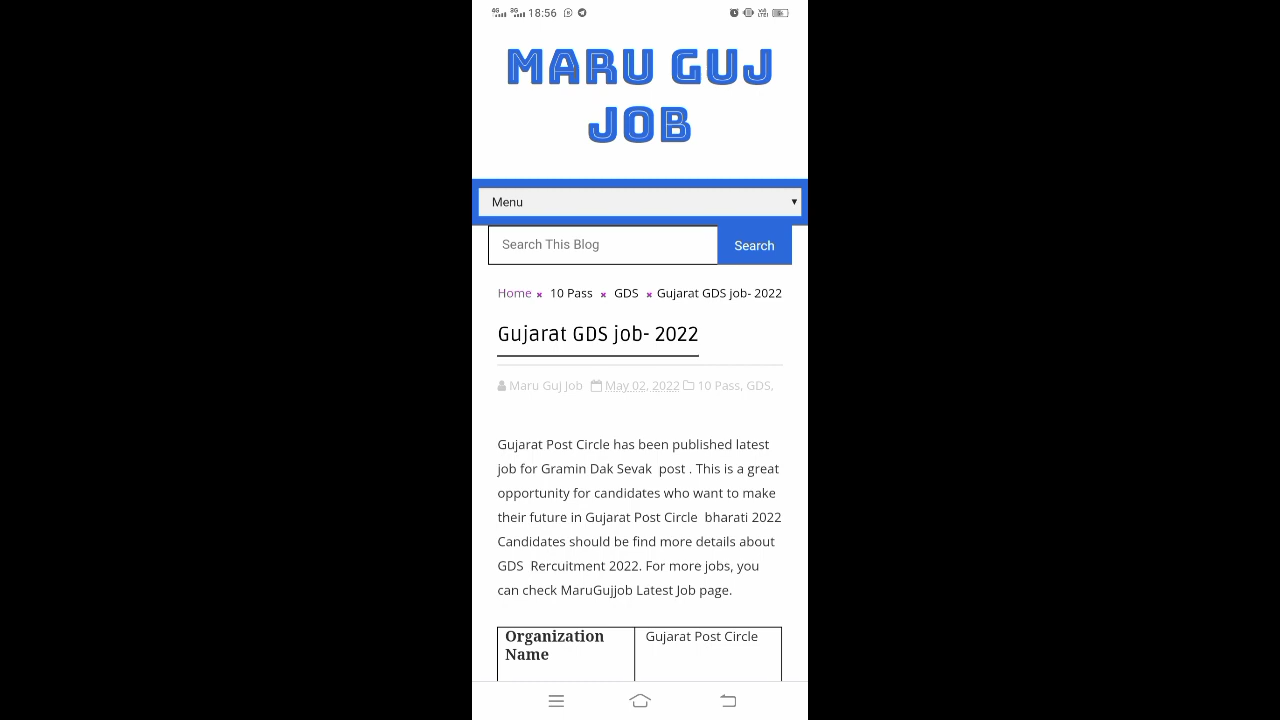 4G 3G 18:56
MARU GUJ
JOB
Menu
Search This Blog
Search
Home × 10 Pass × GDS × Gujarat GDS job- 2022
Gujarat GDS job- 2022
Maru Guj Job May 02, 2022 10 Pass, GDS,
Gujarat Post Circle has been published latest
job for Gramin Dak Sevak  post . This is a great
opportunity for candidates who want to make
their future in Gujarat Post Circle  bharati 2022
Candidates should be find more details about
GDS  Rercuitment 2022. For more jobs, you
can check MaruGujjob Latest Job page.
Organization Gujarat Post Circle
Name